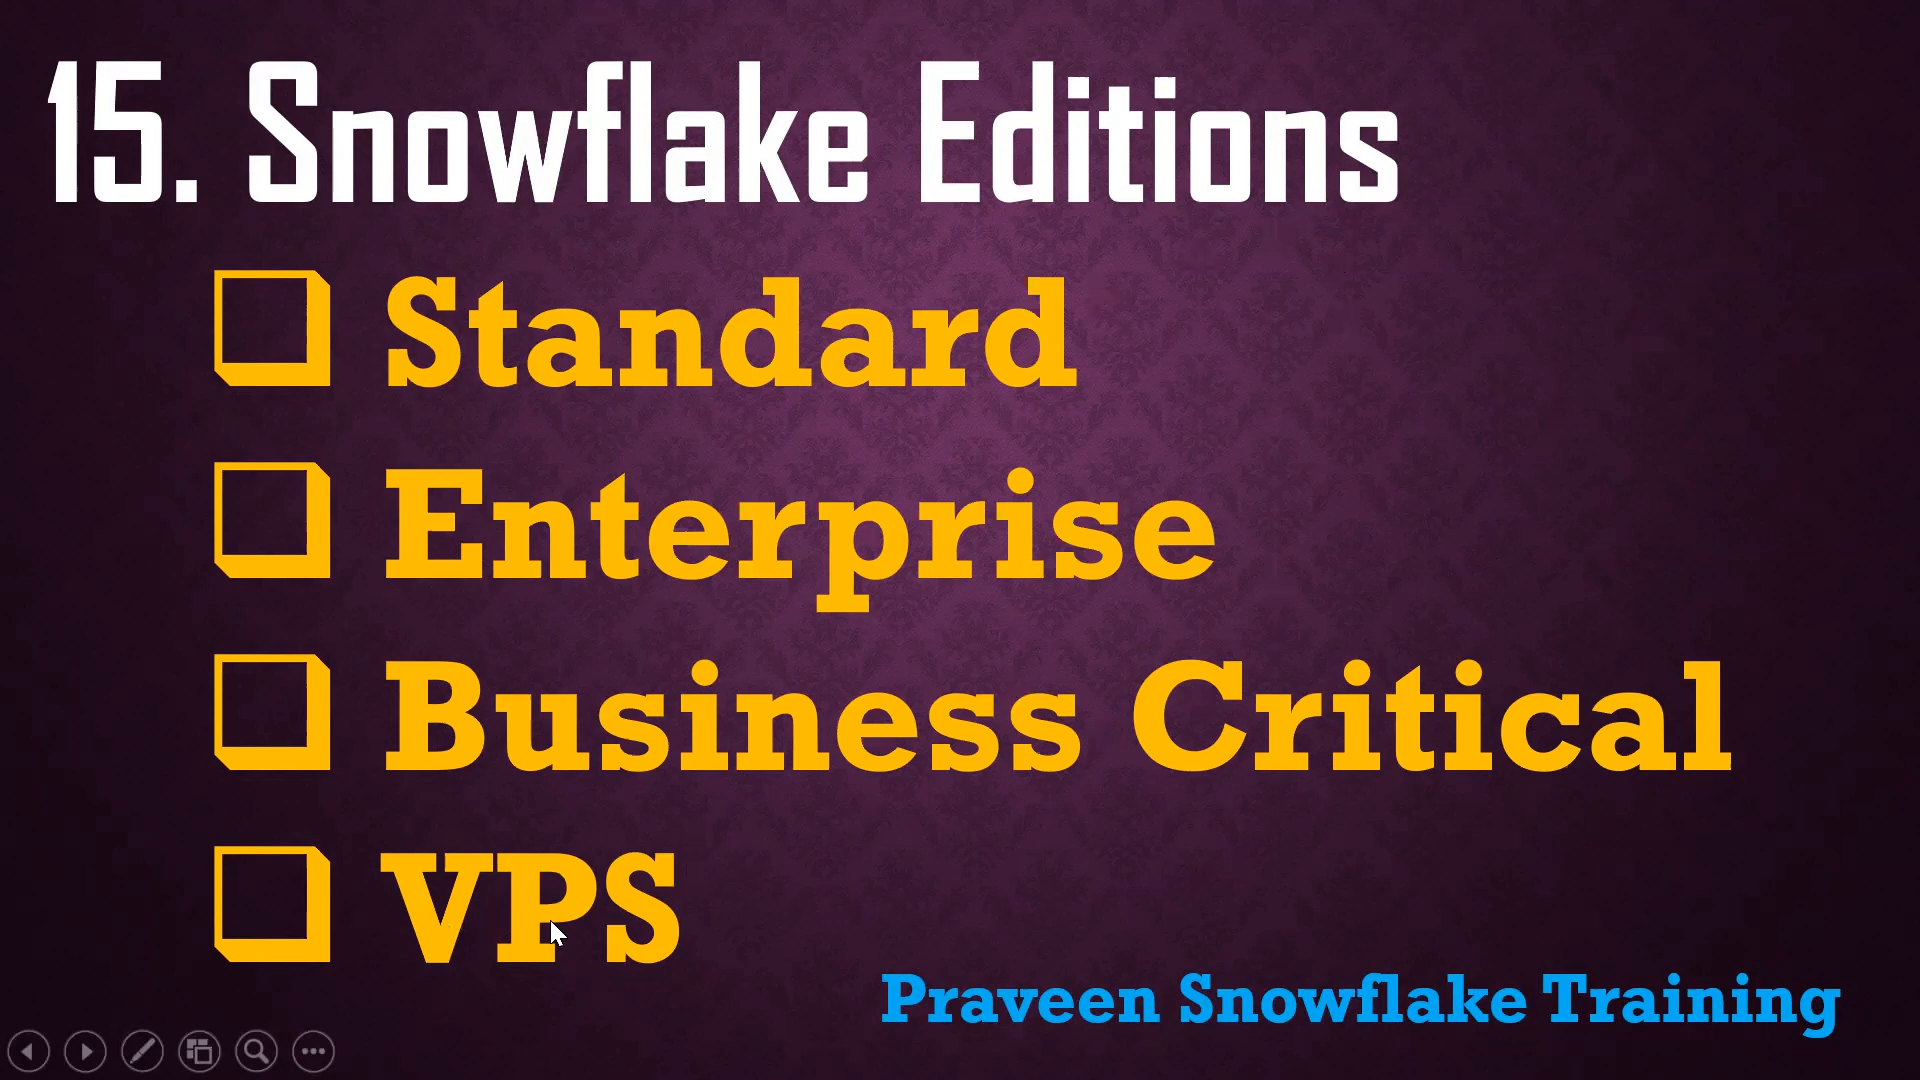 15. Snowflake Editions
Standard
Enterprise
Business Critical
VPS
Praveen Snowflake Training